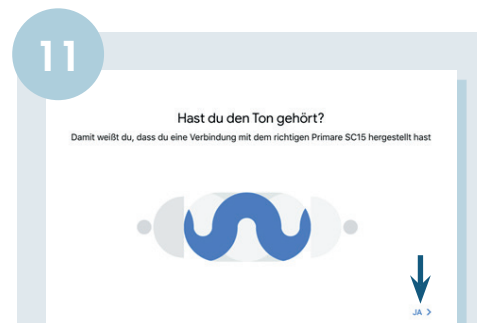 11
Hast du den Ton gehört?
Damit weißt du, dass du eine Verbindung mit dem richtigen Primare SC15 hergestellt hast
JA >